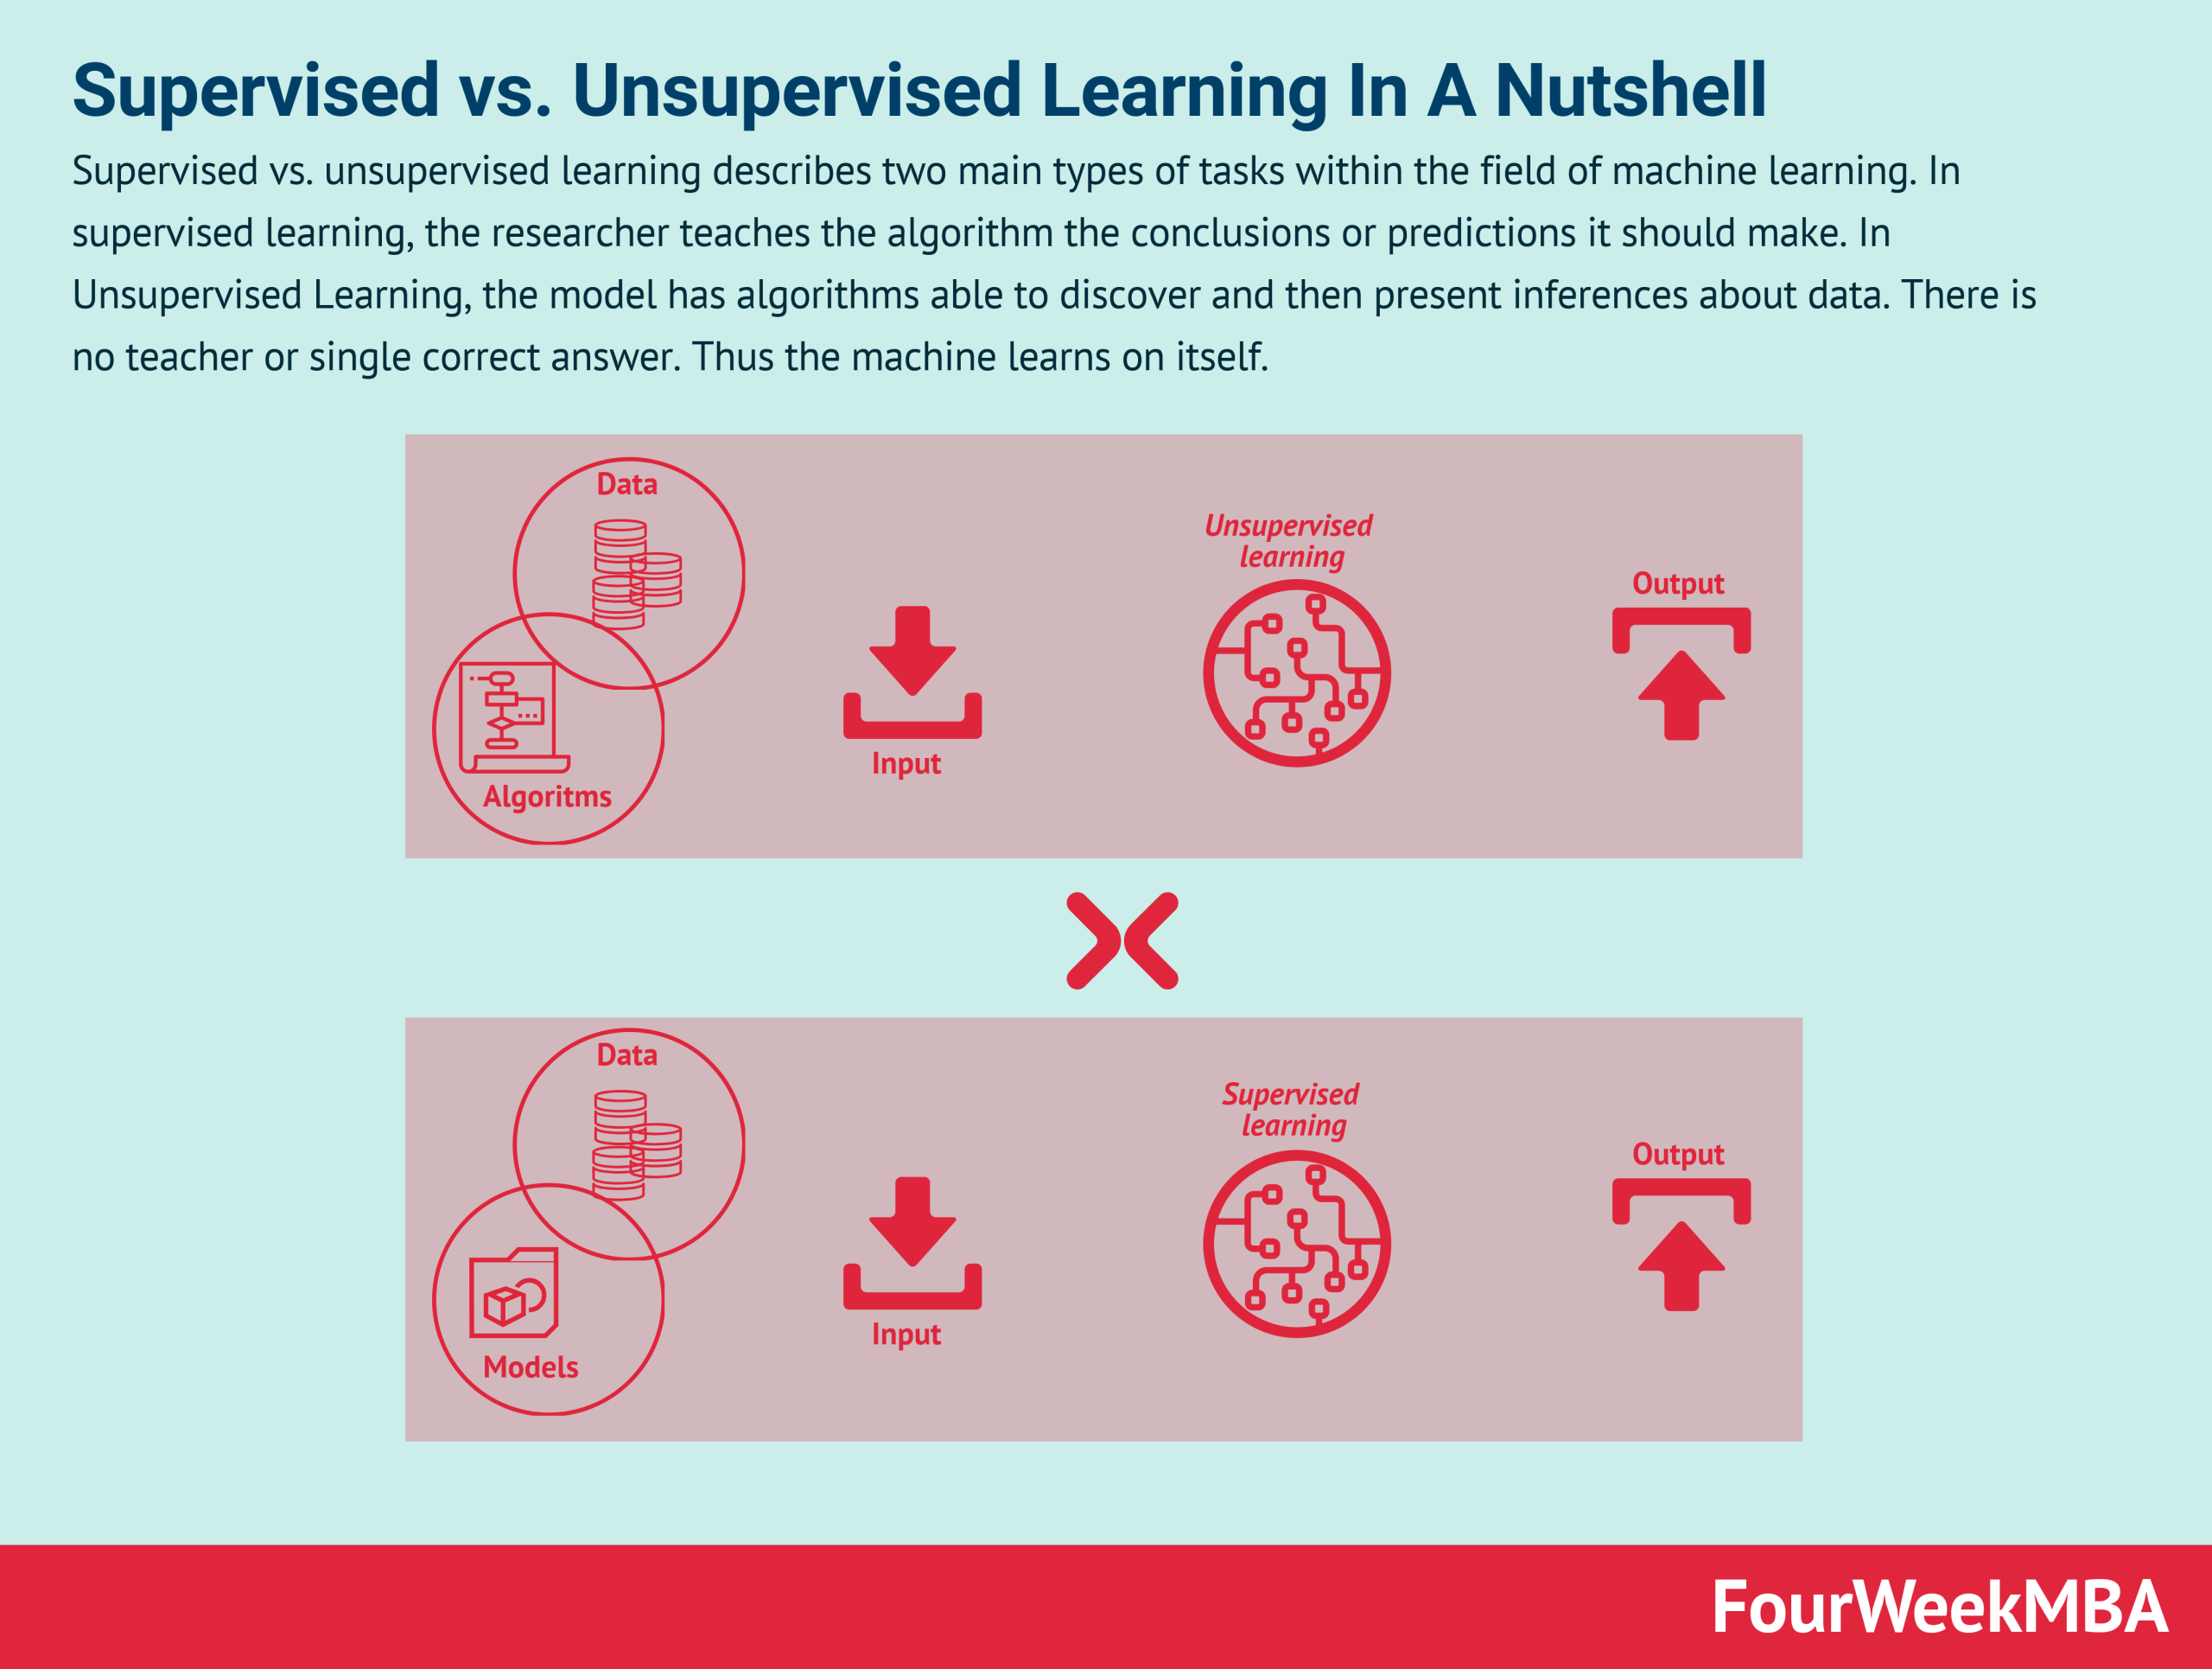 Supervised vs. Unsupervised Learning In A Nutshell
Supervised vs. unsupervised learning describes two main types of tasks within the field of machine learning. In
supervised learning, the researcher teaches the algorithm the conclusions or predictions it should make. In
Unsupervised Learning, the model has algorithms able to discover and then present inferences about data. There is
no teacher or single correct answer. Thus the machine learns on itself.
Data
Algoritms
Input
Unsupervised
learning
Output
Data
Models
Input
Supervised
learning
Output
FourWeekMBA